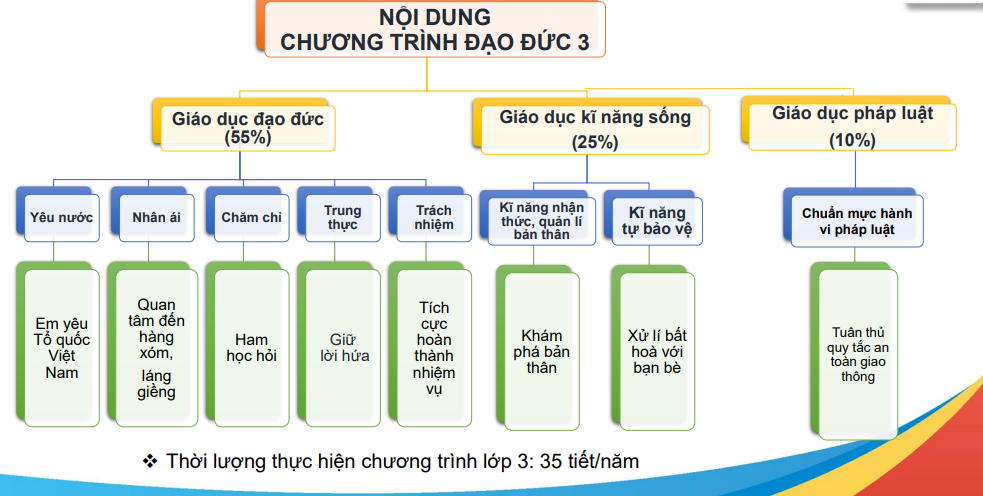 NỘI DUNG
CHƯƠNG TRÌNH ĐẠO ĐỨC 3
Giáo dục đạo đức
(55%)
Giáo dục kĩ năng sống
(25%)
Giáo dục pháp luật
(10%)
Yêu nước
Nhân ái
Chăm chỉ
Trung
thực
Trách
nhiệm
Kĩ năng nhận
thức, quản lí
bản thân
Kĩ năng
tự bảo vệ
Chuẩn mực hành
vi pháp luật
Em yêu
Tổ quốc
Việt
Nam
Quan
tâm đến
hàng
xóm,
láng
giềng
Ham
học hỏi
Giữ
lời hứa
Tích
cực
hoàn
thành
nhiệm
vụ
Khám
phá bản
thân
Xử lí bất
hoà với
bạn bè
Tuân thủ
quy tắc an
toàn giao
thông
❖ Thời lượng thực hiện chương trình lớp 3: 35 tiết/năm